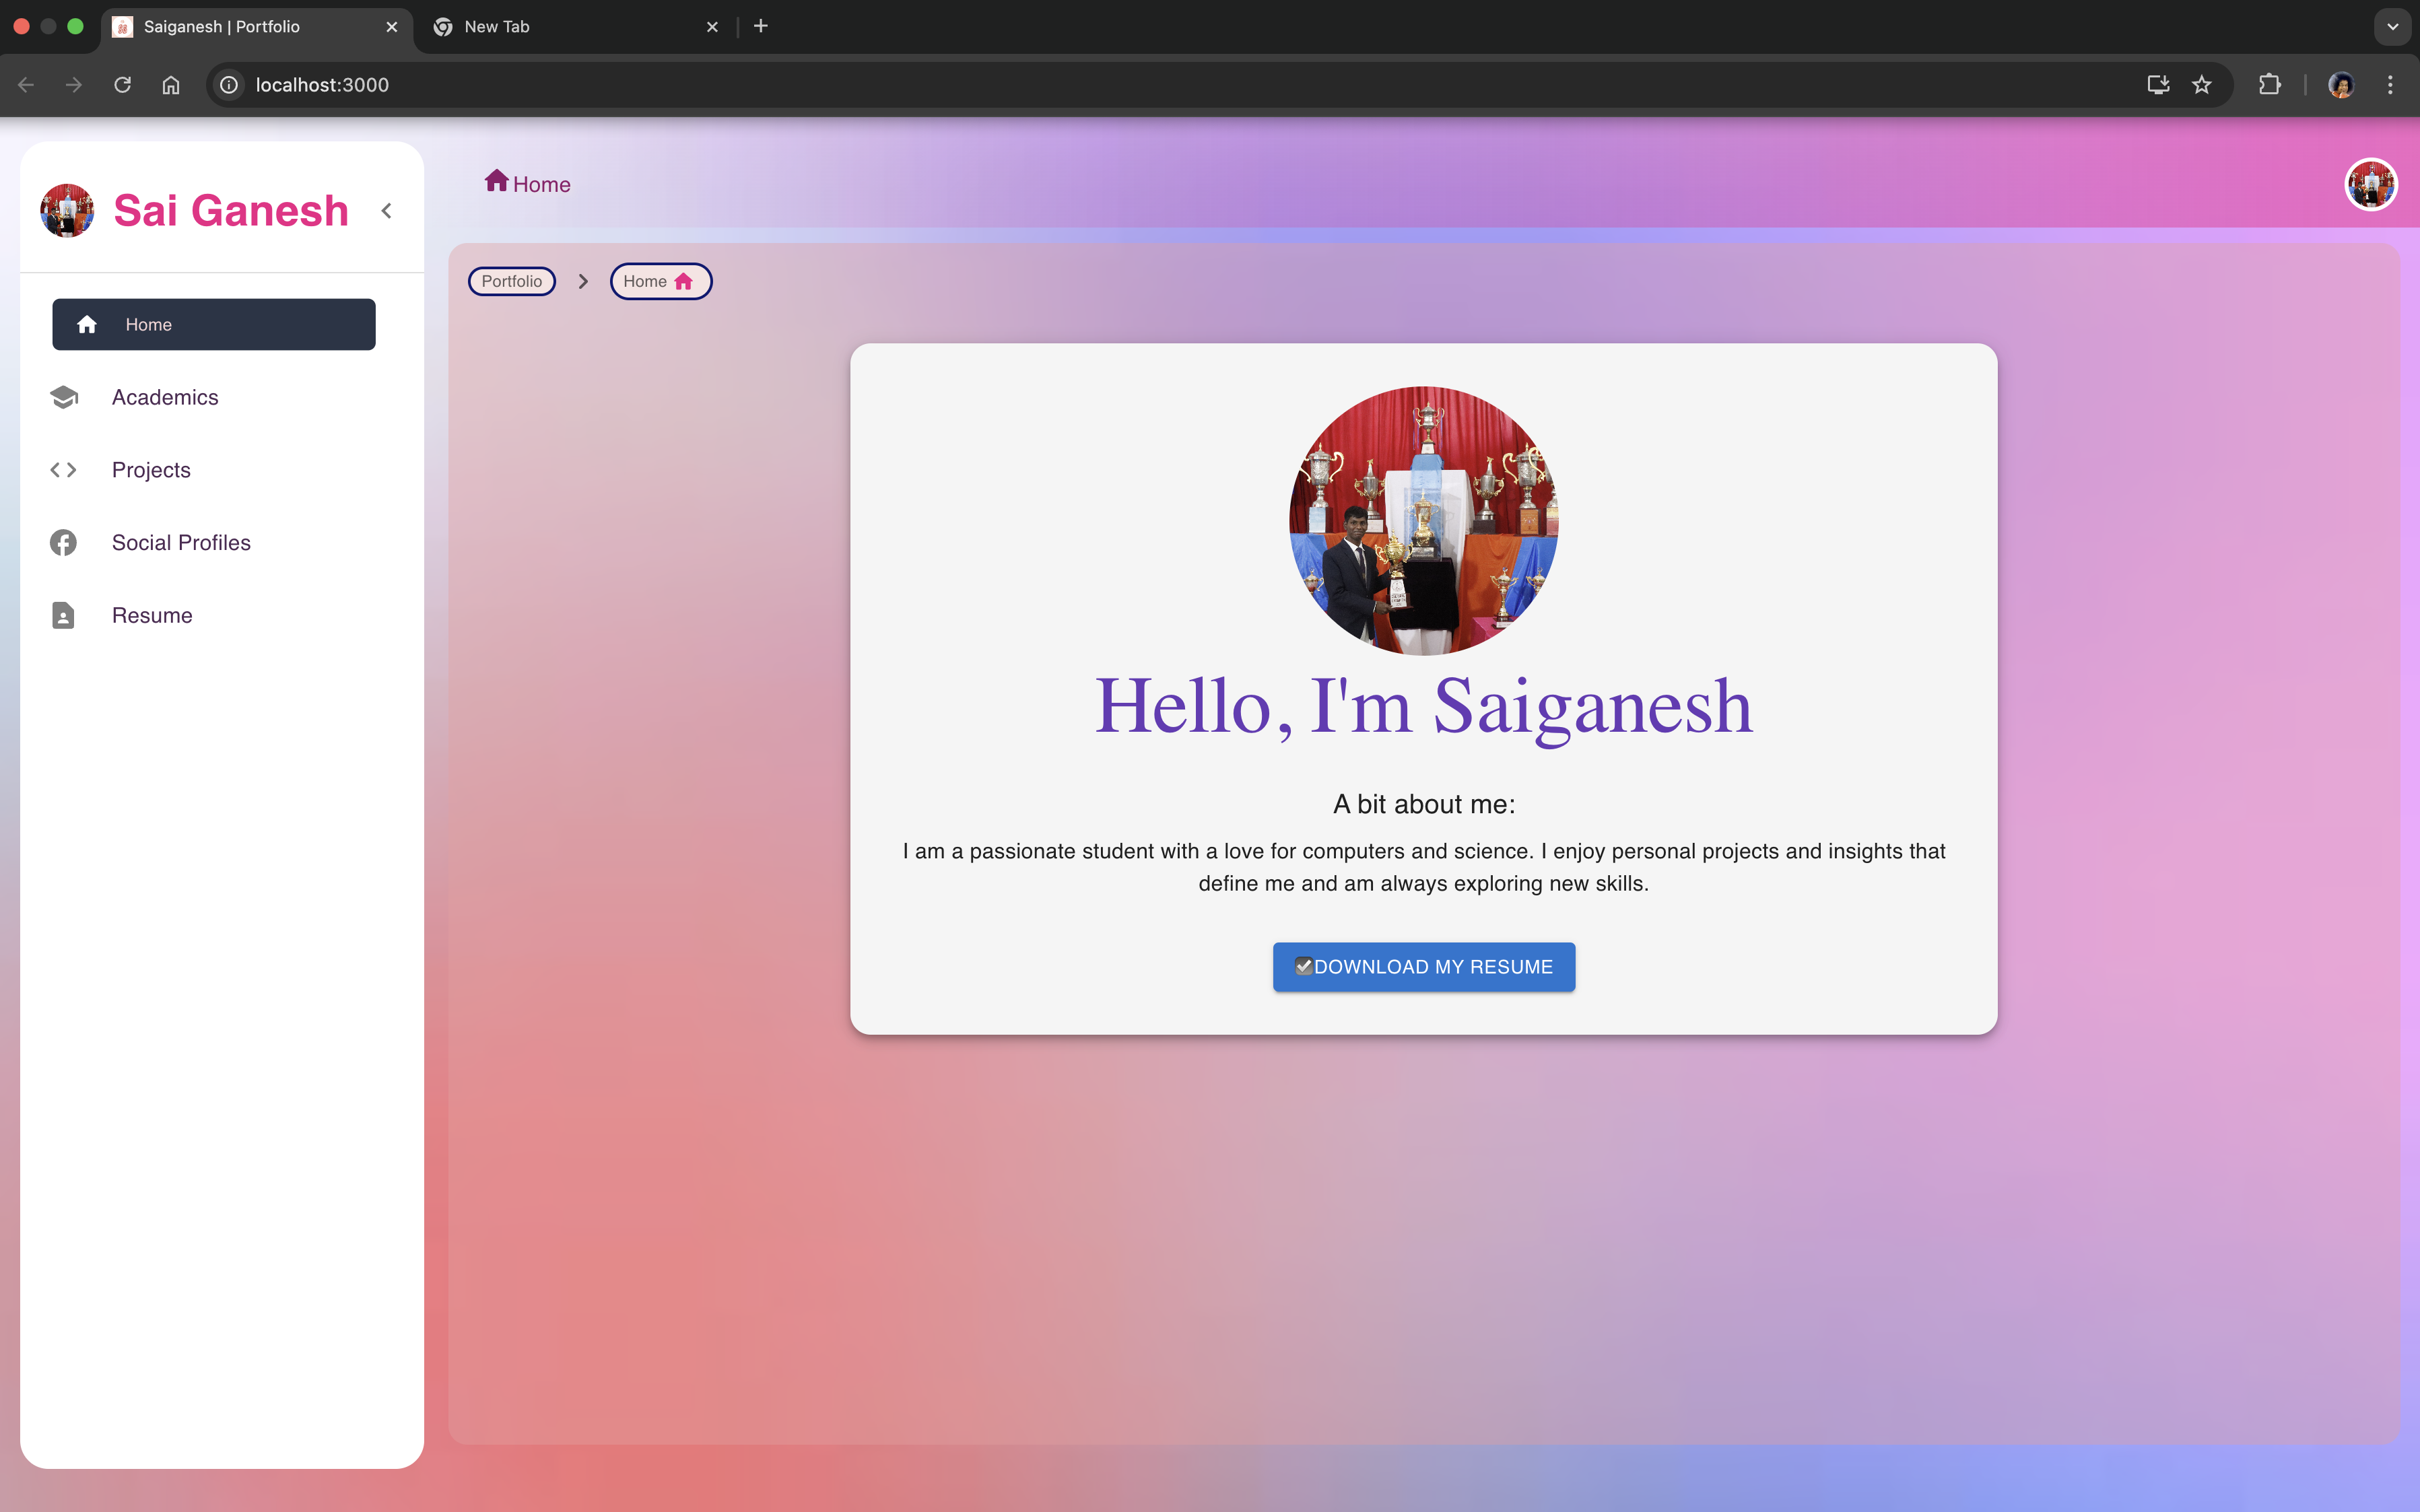 Saiganesh | Portfolio
New Tab
localhost:3000
Sai Ganesh
Home
Academics
Projects
Social Profiles
Resume
Home
Portfolio
Home
Hello, I'm Saiganesh
A bit about me:
I am a passionate student with a love for computers and science. I enjoy personal projects and insights that
define me and am always exploring new skills.
DOWNLOAD MY RESUME